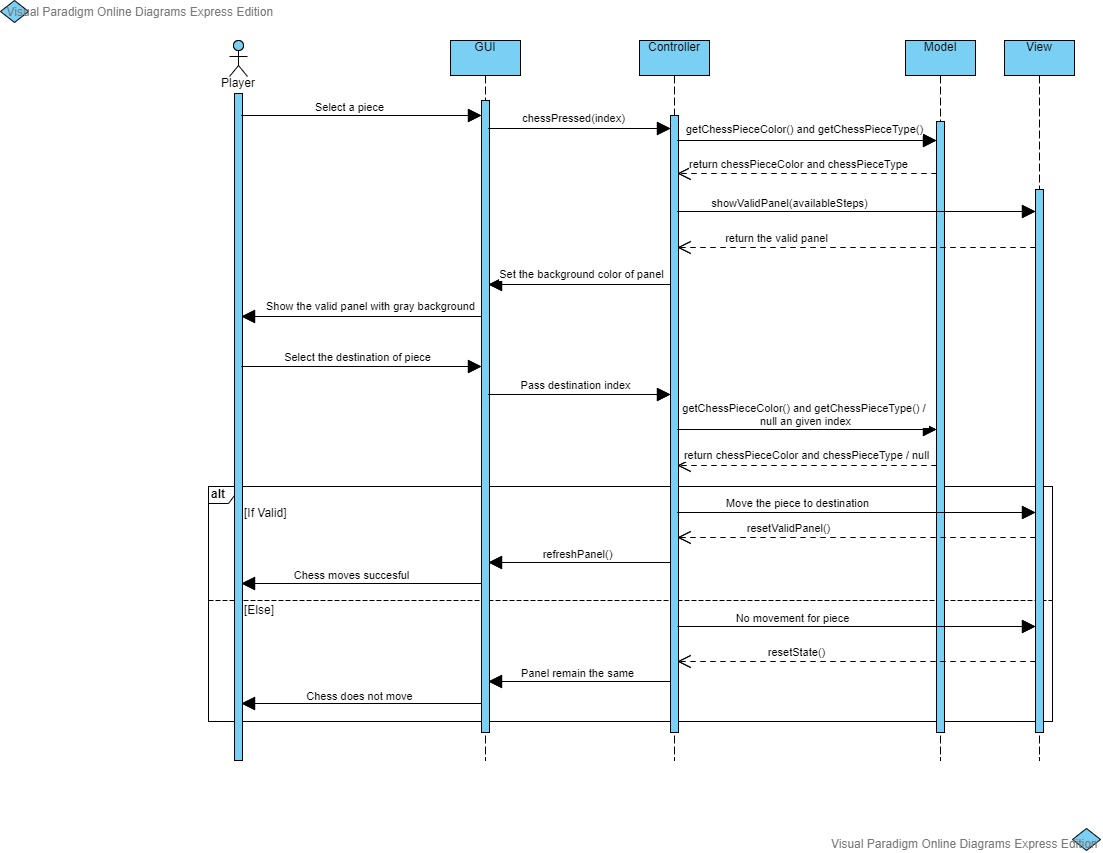 Visual Paradigm Online Diagrams Express Edition
GUI
Controller
Model
View
Player
Select a piece
chessPressed(index)
getChessPieceColor() and getChessPieceType()
return chessPieceColor and chessPieceType
showValidPanel(availableSteps)
return the valid panel
Set the background color of panel
Show the valid panel with gray background
Select the destination of piece
Pass destination index
getChessPieceColor() and getChessPieceType() /
null an given index
return chessPieceColor and chessPieceType / null
alt
[If Valid]
Move the piece to destination
resetValidPanel()
refreshPanel()
Chess moves succesful
[Else]
No movement for piece
resetState()
Panel remain the same
Chess does not move
Visual Paradigm Online Diagrams Express Edition